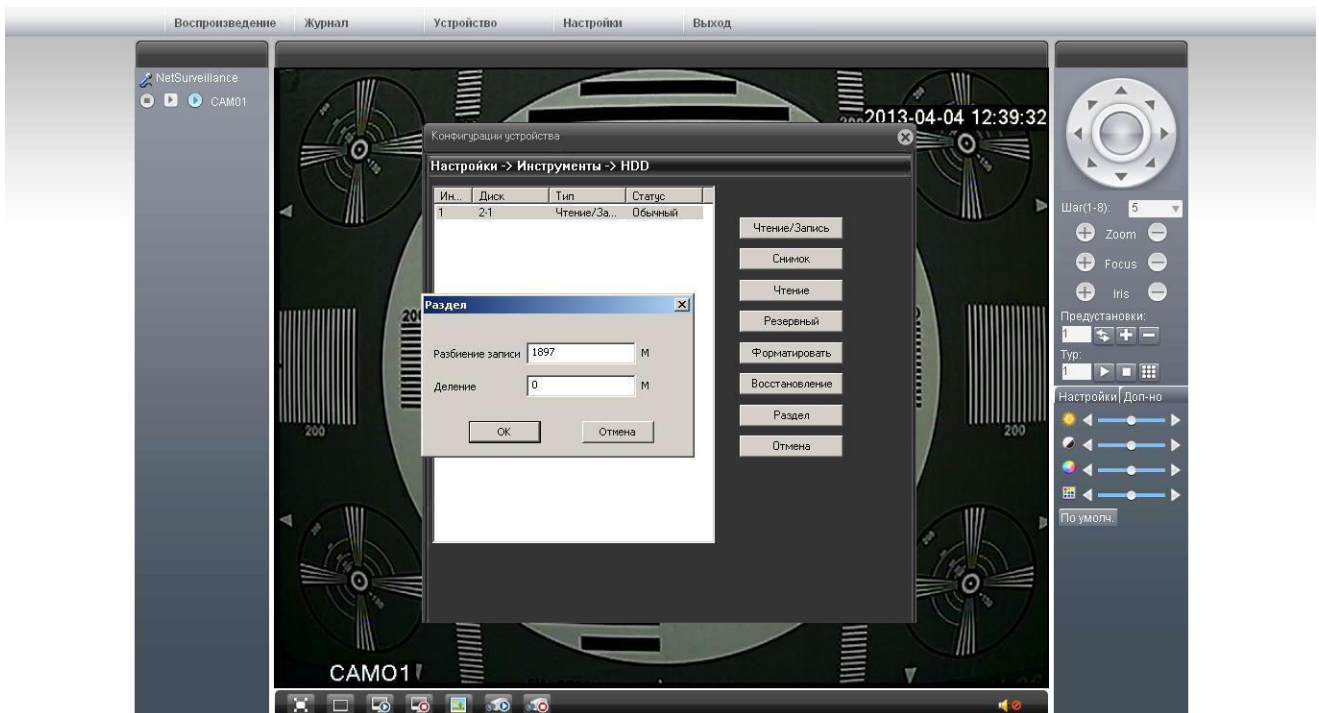 Воспроизведение Журнал Устройство Настройки Выход
NetSurveillance
CAM01
2013-04-04 12:39:32
Конфигурации устройства
Настройки -> Инструменты -> HDD
Ин... Диск Тип Статус
1 2-1 Чтение/За... Обычный
Чтение/Запись
Снимок
Чтение
Резервный
Форматировать
Восстановление
Раздел
Отмена
Раздел
Разбиение записи 1897 M
Деление 0 M
OK Отмена
200
200
200
CAM01
Шаг(1-8): 5
Zoom
Focus
Iris
Предустановки:
1
Тур:
1
Настройки Доп-но
По умолч.